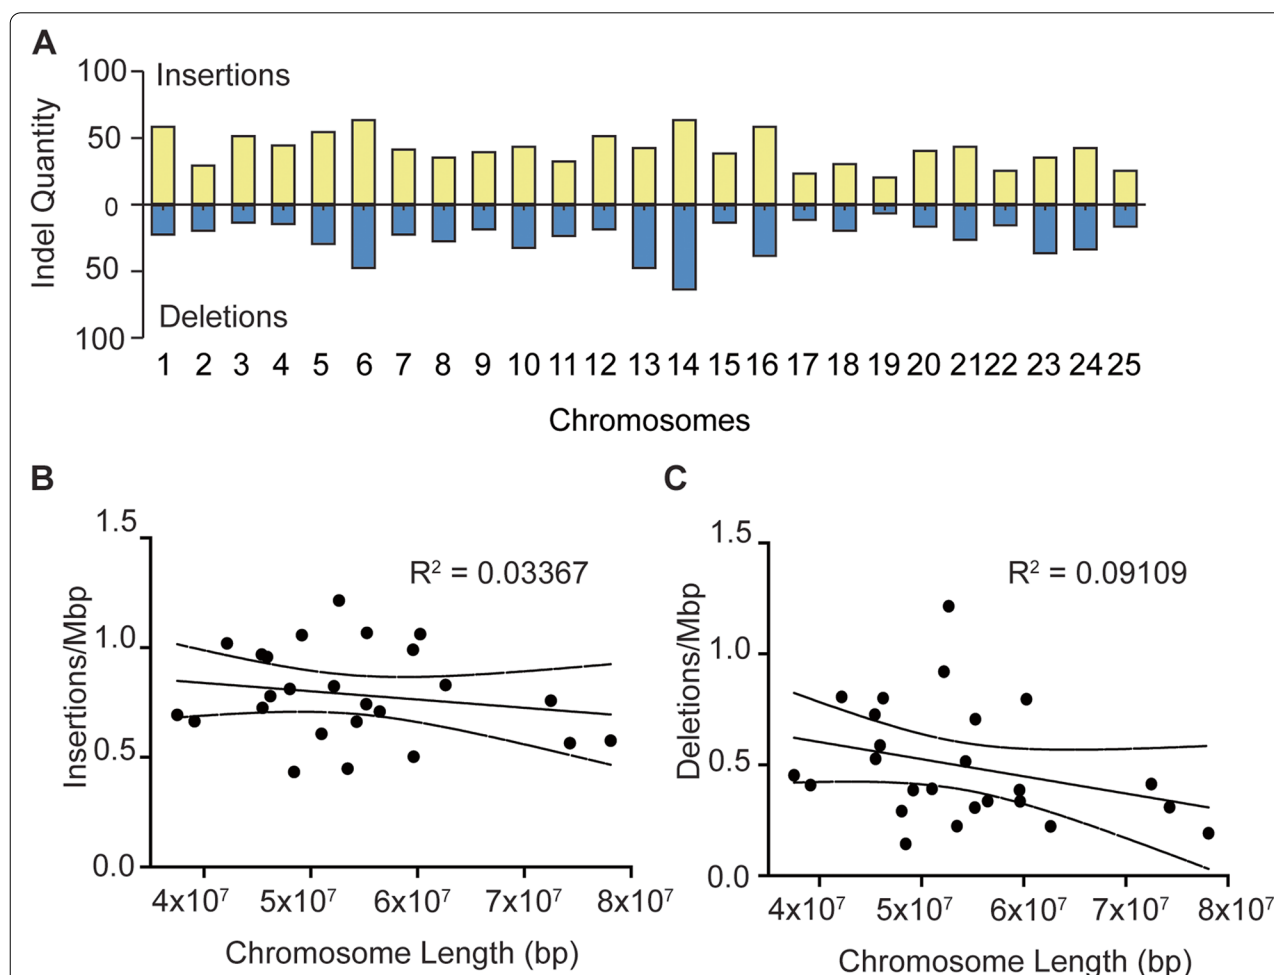 A
Insertions
Indel Quantity
100
50
0
50
100
Deletions
1 2 3 4 5 6 7 8 9 10 11 12 13 14 15 16 17 18 19 20 21 22 23 24 25
Chromosomes
B
R² = 0.03367
Insertions/Mbp
1.5
1.0
0.5
0.0
4x10⁷ 5x10⁷ 6x10⁷ 7x10⁷ 8x10⁷
Chromosome Length (bp)
C
R² = 0.09109
Deletions/Mbp
1.5
1.0
0.5
0.0
4x10⁷ 5x10⁷ 6x10⁷ 7x10⁷ 8x10⁷
Chromosome Length (bp)